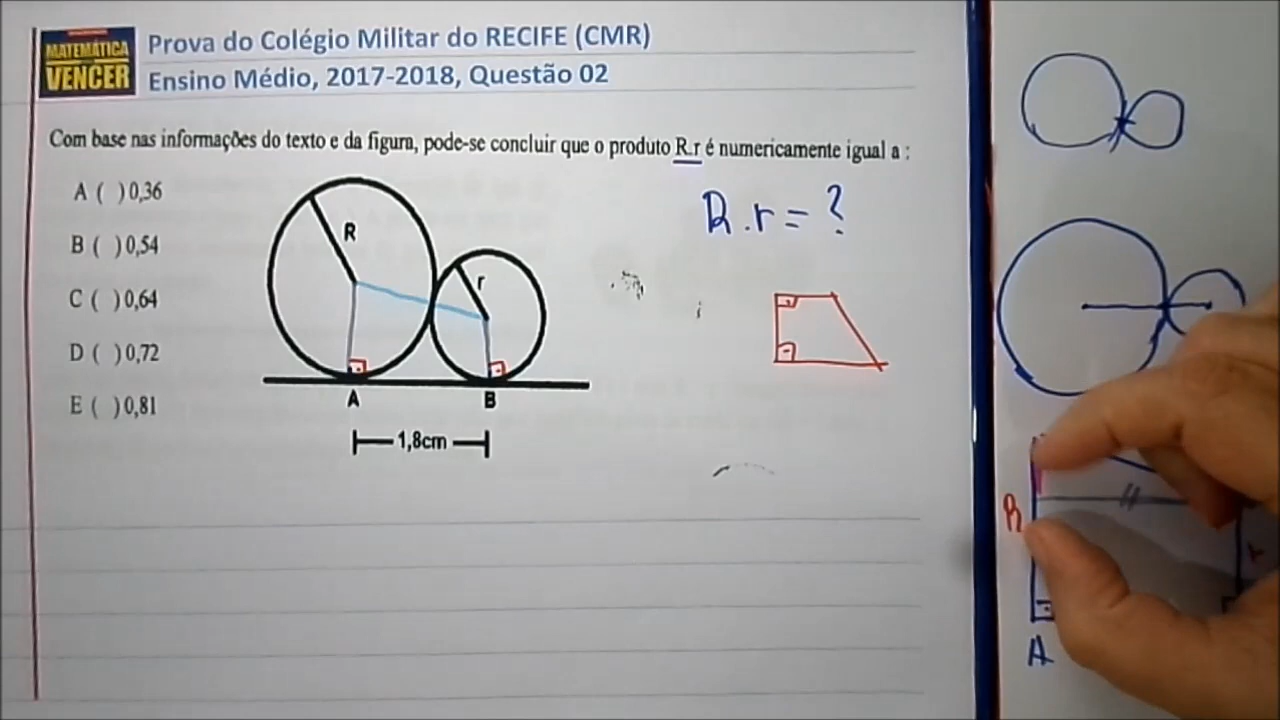 MATEMÁTICA
VENCER
Prova do Colégio Militar do RECIFE (CMR)
Ensino Médio, 2017-2018, Questão 02
Com base nas informações do texto e da figura, pode-se concluir que o produto R.r é numericamente igual a :
A ( ) 0,36
B ( ) 0,54
C ( ) 0,64
D ( ) 0,72
E ( ) 0,81
R
r
A
B
1,8cm
R.r = ?
R
r
A